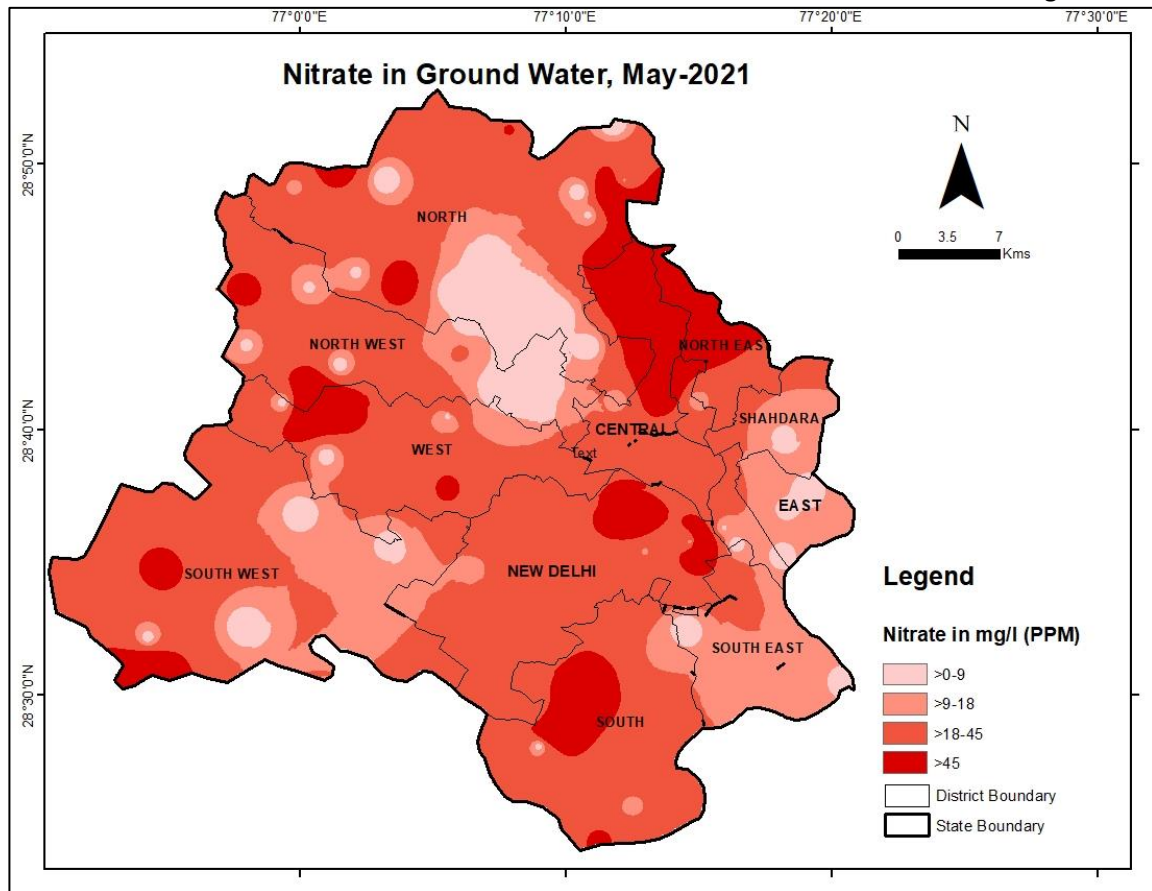 77°0'0"E
77°10'0"E
77°20'0"E
77°30'0"E
Nitrate in Ground Water, May-2021
N
0 3.5 7
Kms
28°50'0"N
28°40'0"N
28°30'0"N
NORTH
NORTH WEST
NORTH EAST
SHAHDARA
CENTRAL
Text
WEST
EAST
SOUTH WEST
NEW DELHI
SOUTH EAST
SOUTH
Legend
Nitrate in mg/l (PPM)
>0-9
>9-18
>18-45
>45
District Boundary
State Boundary